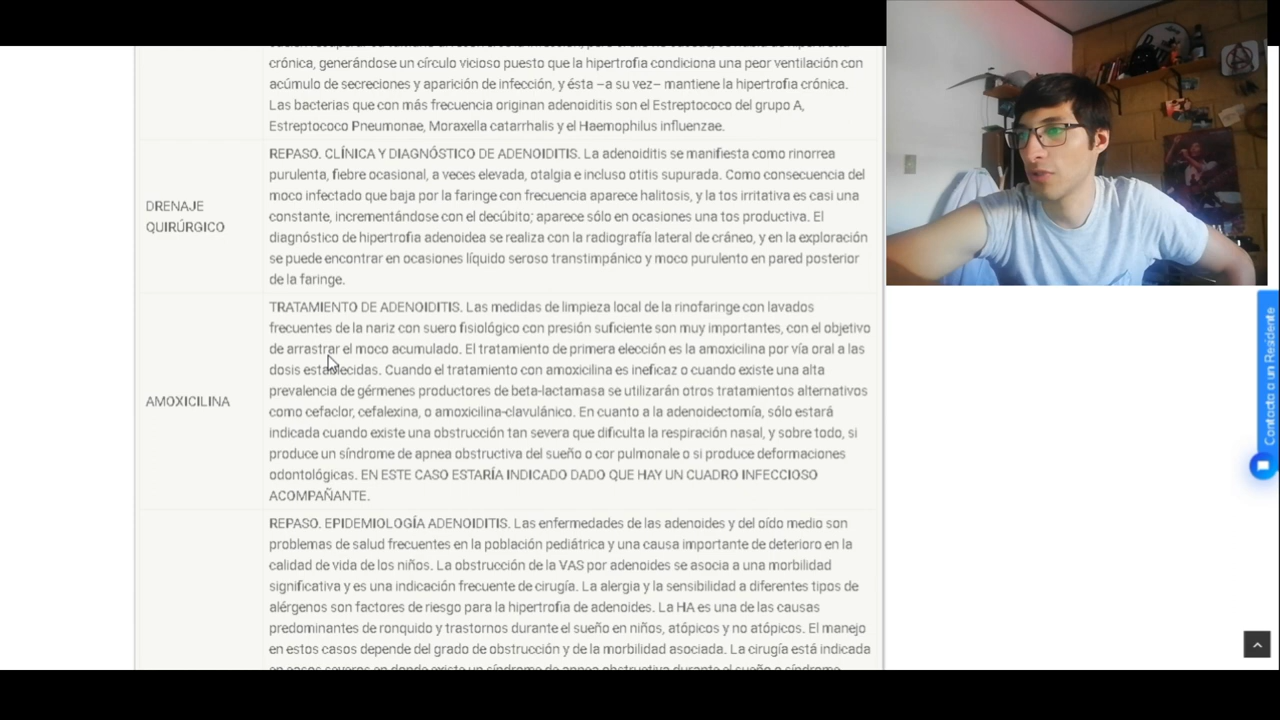 crónica, generándose un círculo vicioso puesto que la hipertrofia condiciona una peor ventilación con
acúmulo de secreciones y aparición de infección, y ésta –a su vez– mantiene la hipertrofia crónica.
Las bacterias que con más frecuencia originan adenoiditis son el Estreptococo del grupo A,
Estreptococo Pneumonae, Moraxella catarrhalis y el Haemophilus influenzae.
DRENAJE
QUIRÚRGICO
REPASO. CLÍNICA Y DIAGNÓSTICO DE ADENOIDITIS. La adenoiditis se manifiesta como rinorrea
purulenta, fiebre ocasional, a veces elevada, otalgia e incluso otitis supurada. Como consecuencia del
moco infectado que baja por la faringe con frecuencia aparece halitosis, y la tos irritativa es casi una
constante, incrementándose con el decúbito; aparece sólo en ocasiones una tos productiva. El
diagnóstico de hipertrofia adenoidea se realiza con la radiografía lateral de cráneo, y en la exploración
se puede encontrar en ocasiones líquido seroso transtimpánico y moco purulento en pared posterior
de la faringe.
AMOXICILINA
TRATAMIENTO DE ADENOIDITIS. Las medidas de limpieza local de la rinofaringe con lavados
frecuentes de la nariz con suero fisiológico con presión suficiente son muy importantes, con el objetivo
de arrastrar el moco acumulado. El tratamiento de primera elección es la amoxicilina por vía oral a las
dosis establecidas. Cuando el tratamiento con amoxicilina es ineficaz o cuando existe una alta
prevalencia de gérmenes productores de beta-lactamasa se utilizarán otros tratamientos alternativos
como cefaclor, cefalexina, o amoxicilina-clavulánico. En cuanto a la adenoidectomía, sólo estará
indicada cuando existe una obstrucción tan severa que dificulta la respiración nasal, y sobre todo, si
produce un síndrome de apnea obstructiva del sueño o cor pulmonale o si produce deformaciones
odontológicas. EN ESTE CASO ESTARÍA INDICADO DADO QUE HAY UN CUADRO INFECCIOSO
ACOMPAÑANTE.
REPASO. EPIDEMIOLOGÍA ADENOIDITIS. Las enfermedades de las adenoides y del oído medio son
problemas de salud frecuentes en la población pediátrica y una causa importante de deterioro en la
calidad de vida de los niños. La obstrucción de la VAS por adenoides se asocia a una morbilidad
significativa y es una indicación frecuente de cirugía. La alergia y la sensibilidad a diferentes tipos de
alérgenos son factores de riesgo para la hipertrofia de adenoides. La HA es una de las causas
predominantes de ronquido y trastornos durante el sueño en niños, atópicos y no atópicos. El manejo
en estos casos depende del grado de obstrucción y de la morbilidad asociada. La cirugía está indicada
en casos severos en donde existe un síndrome de apnea obstructiva durante el sueño o síndrome
Contacta a un Residente